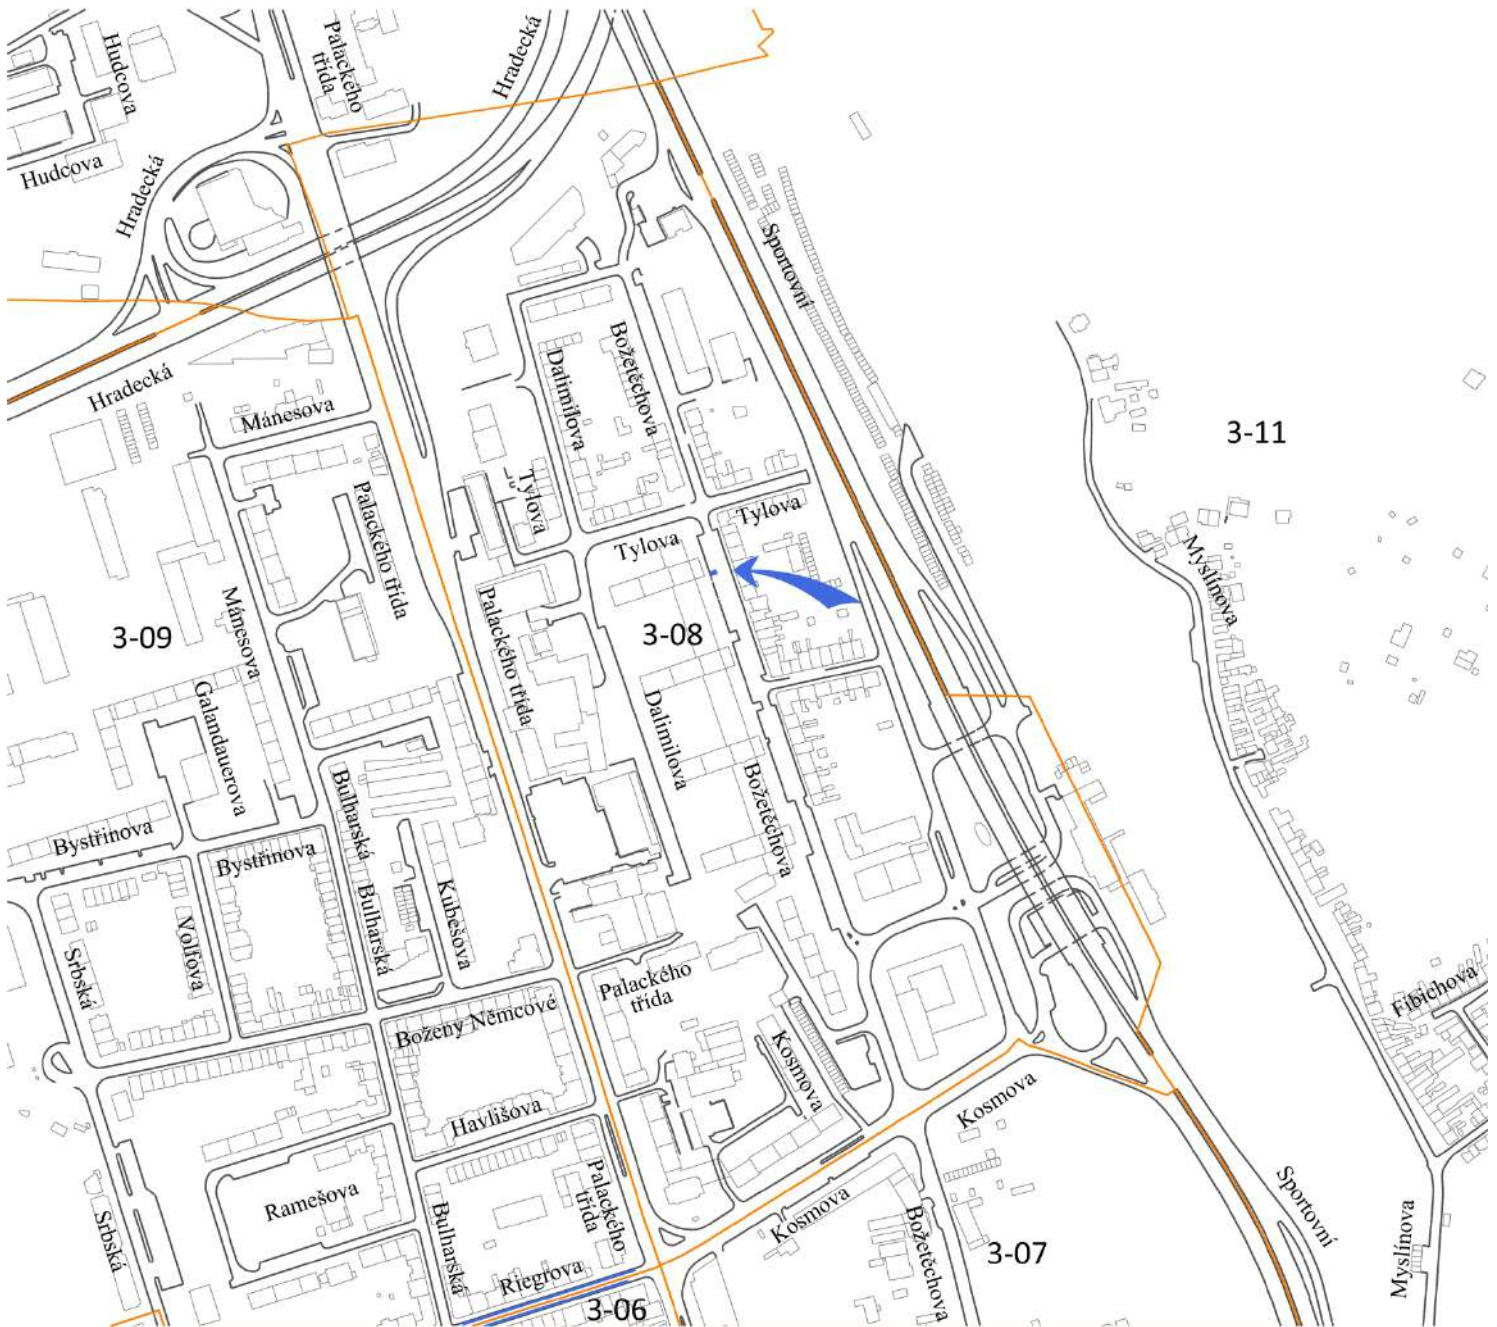 Hudcova
Palackého
třída
Hradecká
Hudcova
Hradecká
Sportovní
Hradecká
Mánesova
Dalimilova
Božetěchova
3-11
Tylova
Tylova
Tylova
Palackého třída
Myslínova
3-09
Mánesova
Palackého třída
3-08
Galandauerova
Dalimilova
Bystřinova
Bystřinova
Bulharská
Božetěchova
Volfova
Bulharská
Kubešova
Srbská
Palackého
třída
Boženy Němcové
Fibichova
Kosmova
Kosmova
Havlišova
Ramešova
Palackého
třída
Srbská
Bulharská
Riegrova
Kosmova
Božetěchova
3-07
Sportovní
Myslínova
3-06